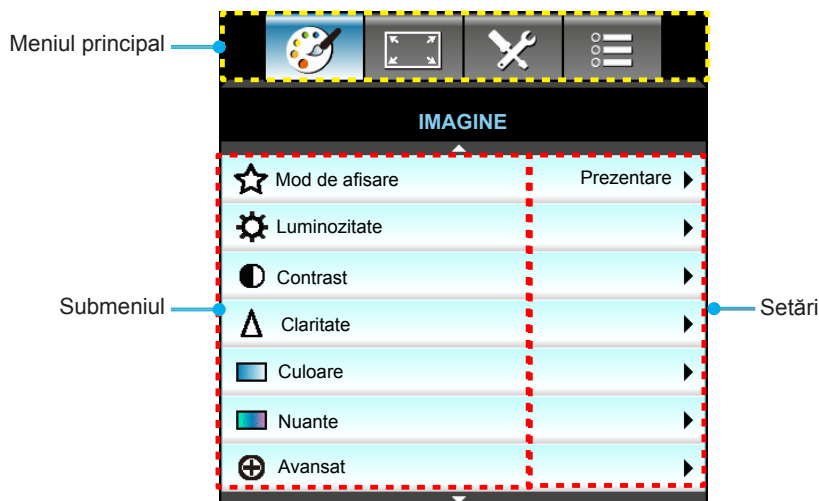 Meniul principal
IMAGINE
Mod de afisare Prezentare
Luminozitate
Contrast
Submeniul
Setări
Claritate
Culoare
Nuante
Avansat